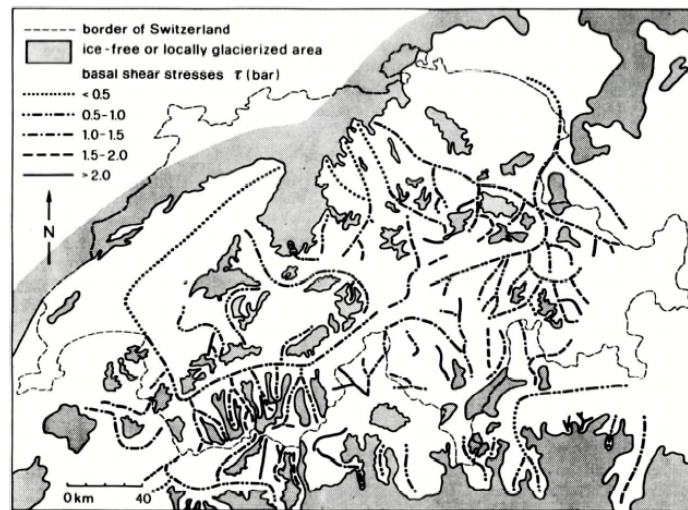 border of Switzerland
ice-free or locally glacierized area
basal shear stresses τ (bar)
< 0.5
0.5-1.0
1.0-1.5
1.5-2.0
> 2.0
N
0 km 40